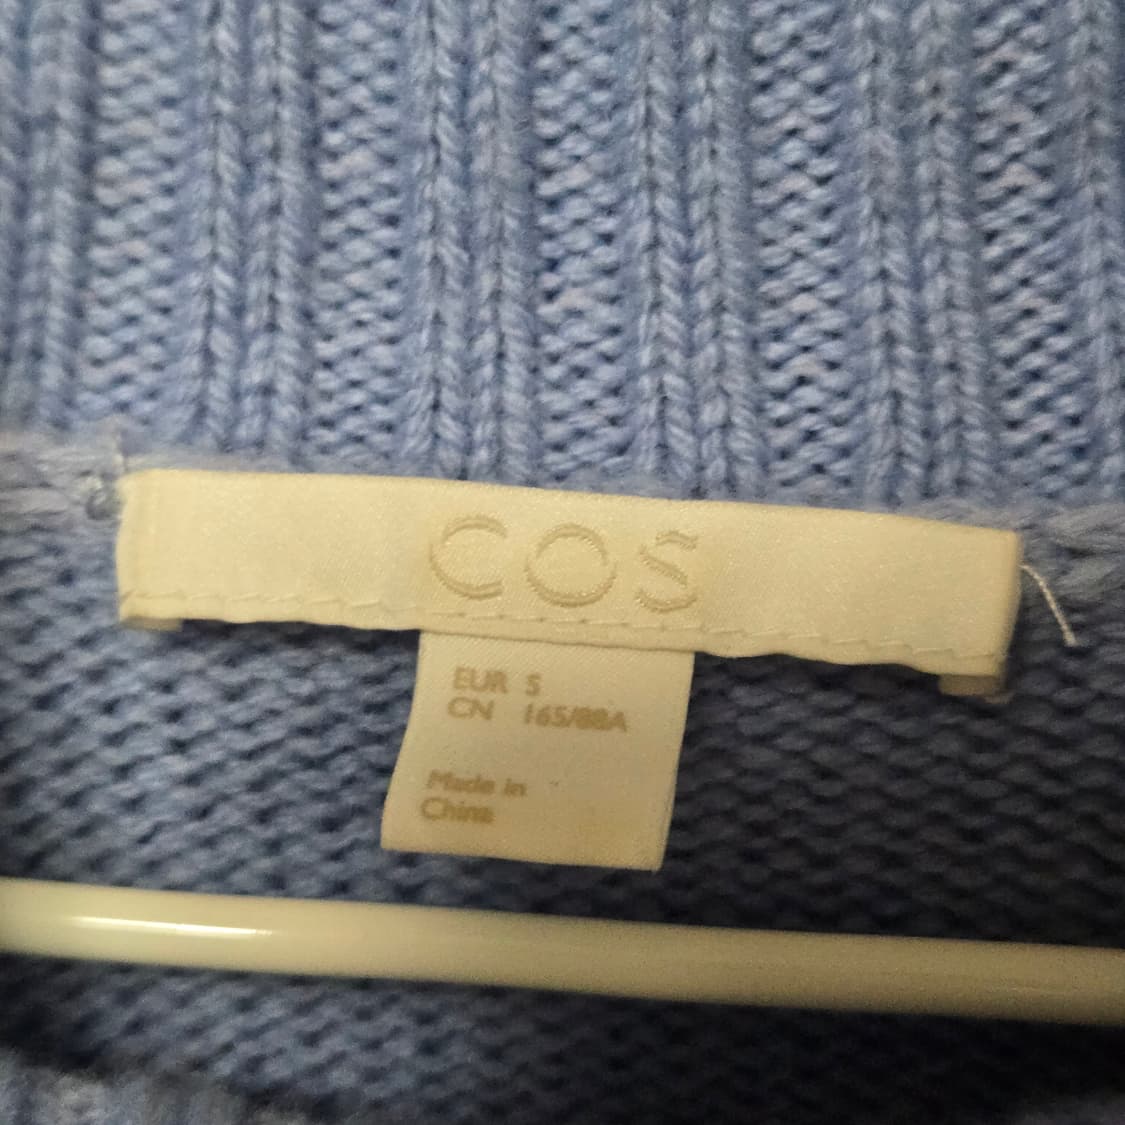 COS
EUR S
CN 165/88A
Made in
China